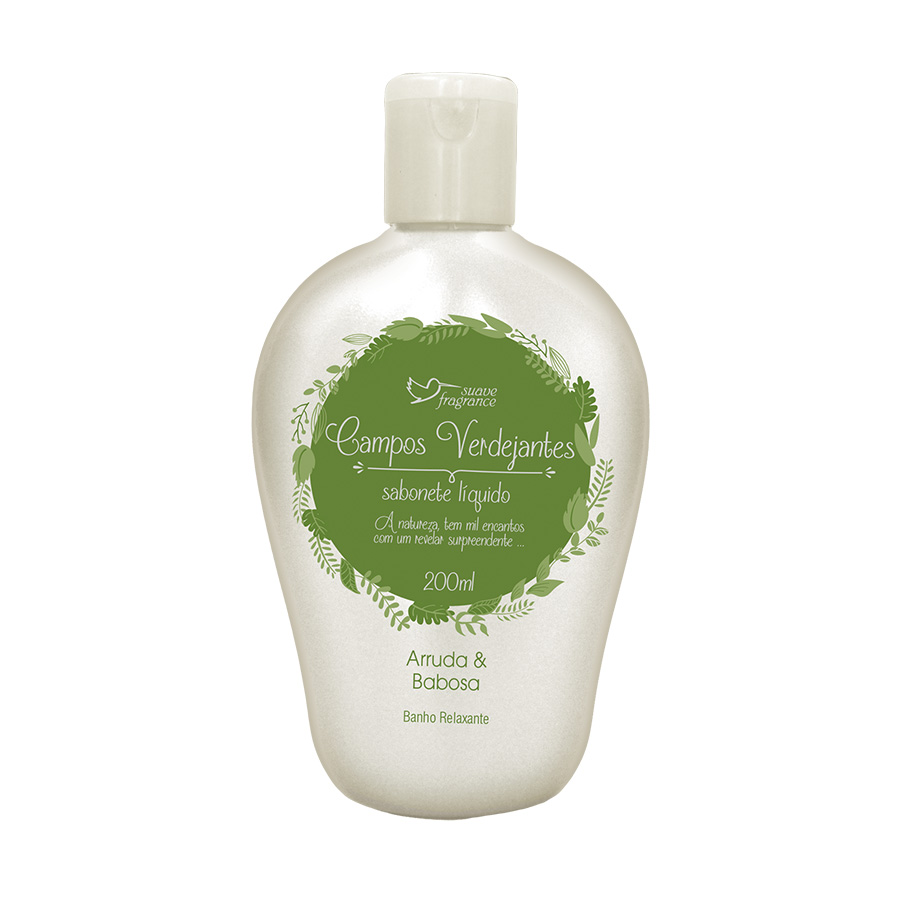 suave
fragrance
Campos Verdejantes
sabonete líquido
A natureza, tem mil encantos
com um revelar surpreendente ...
200ml
Arruda &
Babosa
Banho Relaxante